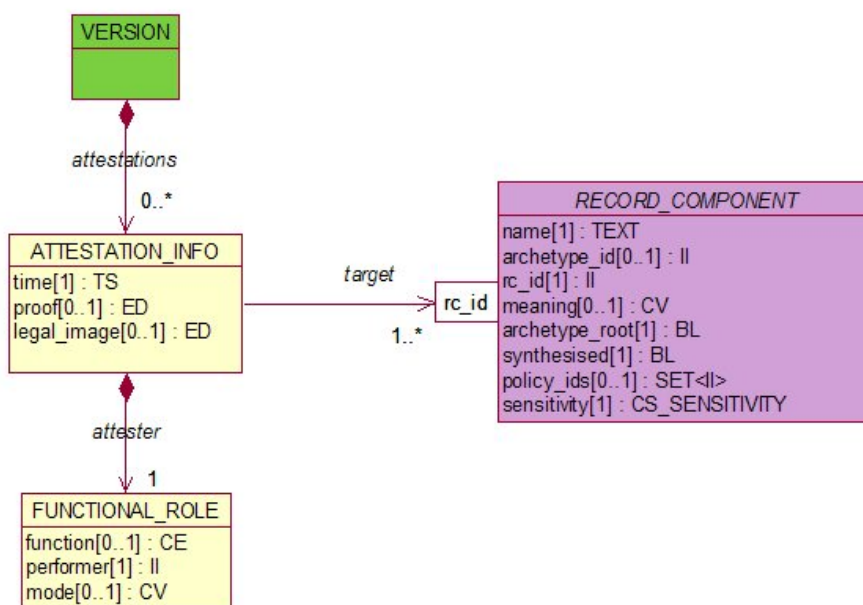 VERSION
attestations
0..*
ATTESTATION_INFO
time[1] : TS
proof[0..1] : ED
legal_image[0..1] : ED
target
1..*
rc_id
RECORD_COMPONENT
name[1] : TEXT
archetype_id[0..1] : II
rc_id[1] : II
meaning[0..1] : CV
archetype_root[1] : BL
synthesised[1] : BL
policy_ids[0..1] : SET<II>
sensitivity[1] : CS_SENSITIVITY
attester
1
FUNCTIONAL_ROLE
function[0..1] : CE
performer[1] : II
mode[0..1] : CV